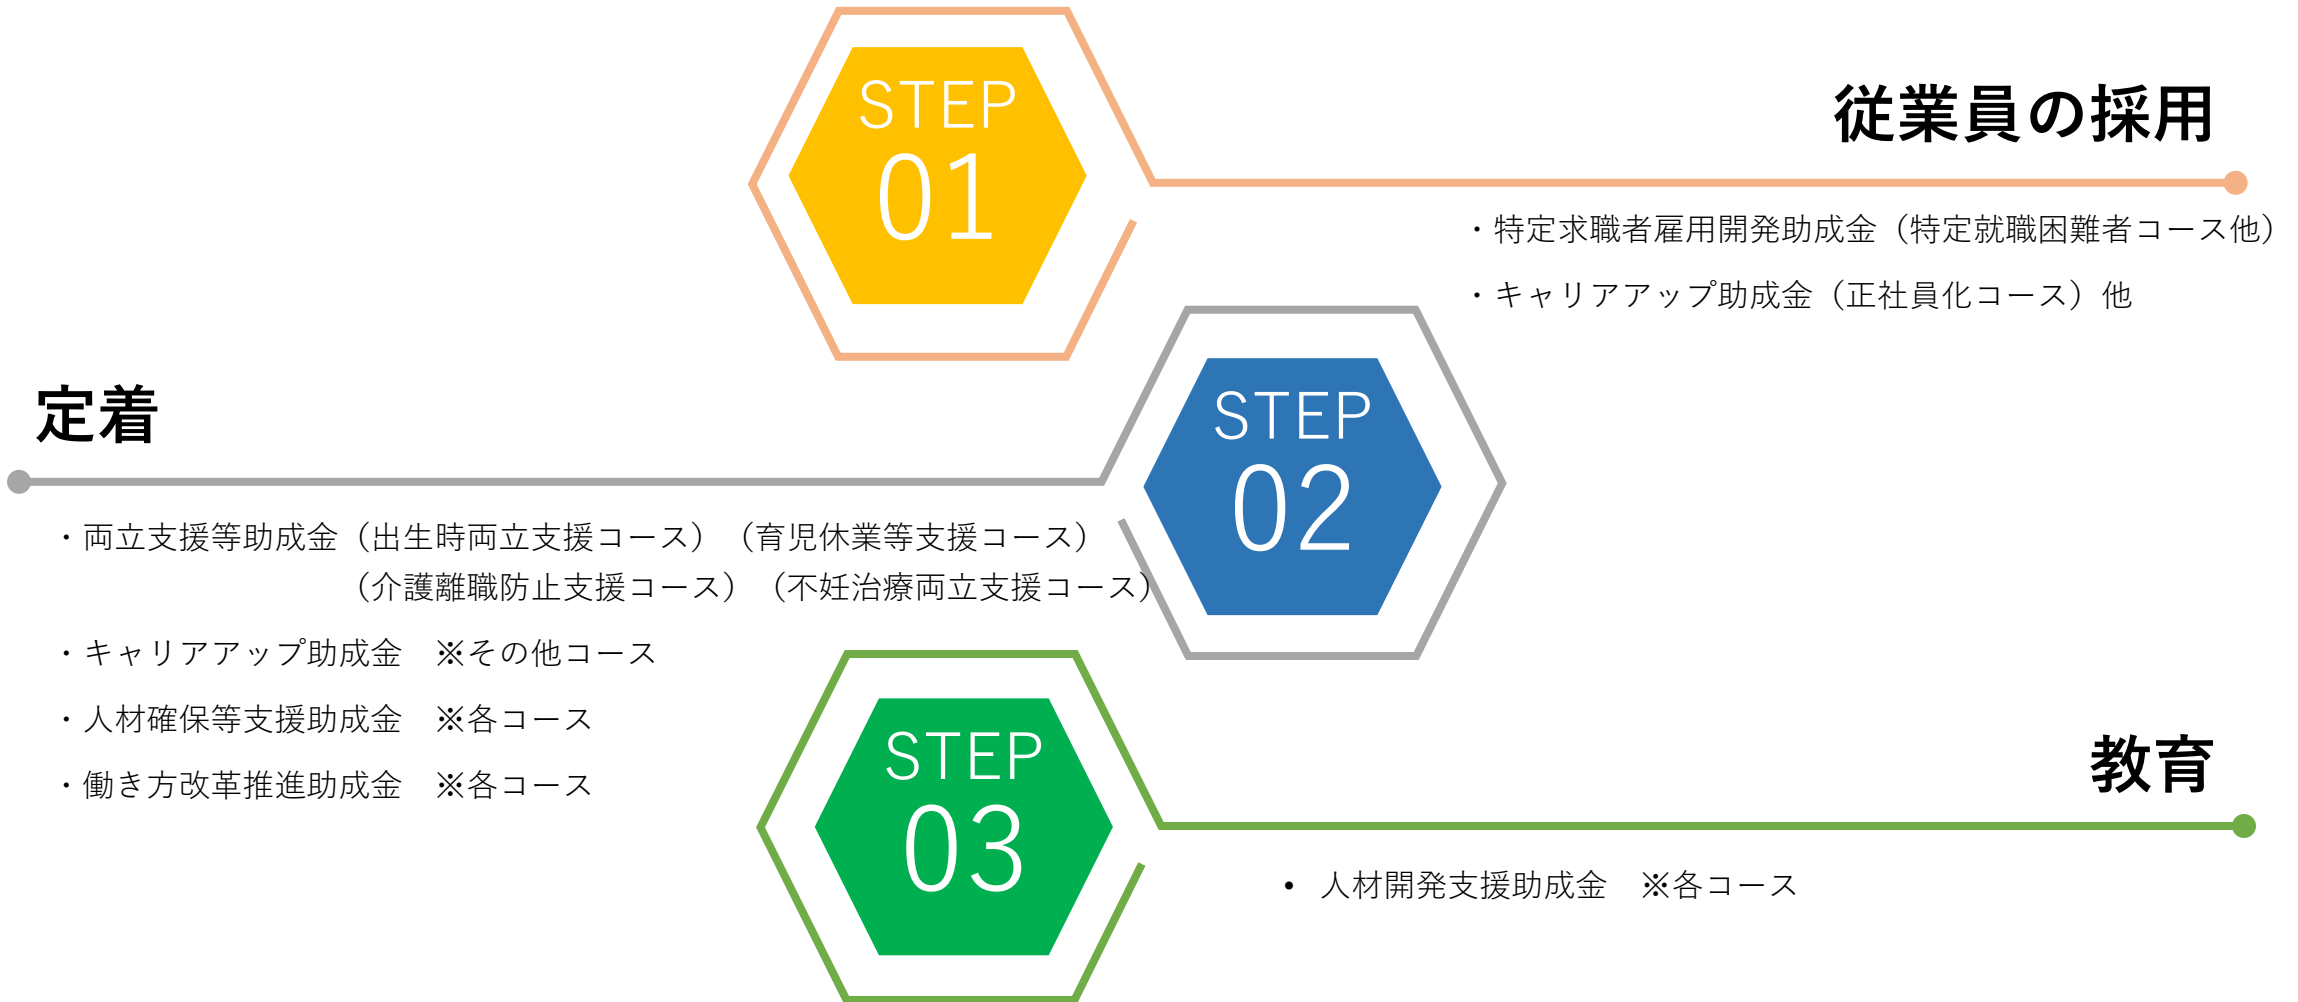 STEP
01
従業員の採用
・特定求職者雇用開発助成金（特定就職困難者コース他）
・キャリアアップ助成金（正社員化コース）他
STEP
02
定着
・両立支援等助成金（出生時両立支援コース）（育児休業等支援コース）
（介護離職防止支援コース）（不妊治療両立支援コース）
・キャリアアップ助成金　※その他コース
・人材確保等支援助成金　※各コース
・働き方改革推進助成金　※各コース
STEP
03
教育
• 人材開発支援助成金　※各コース